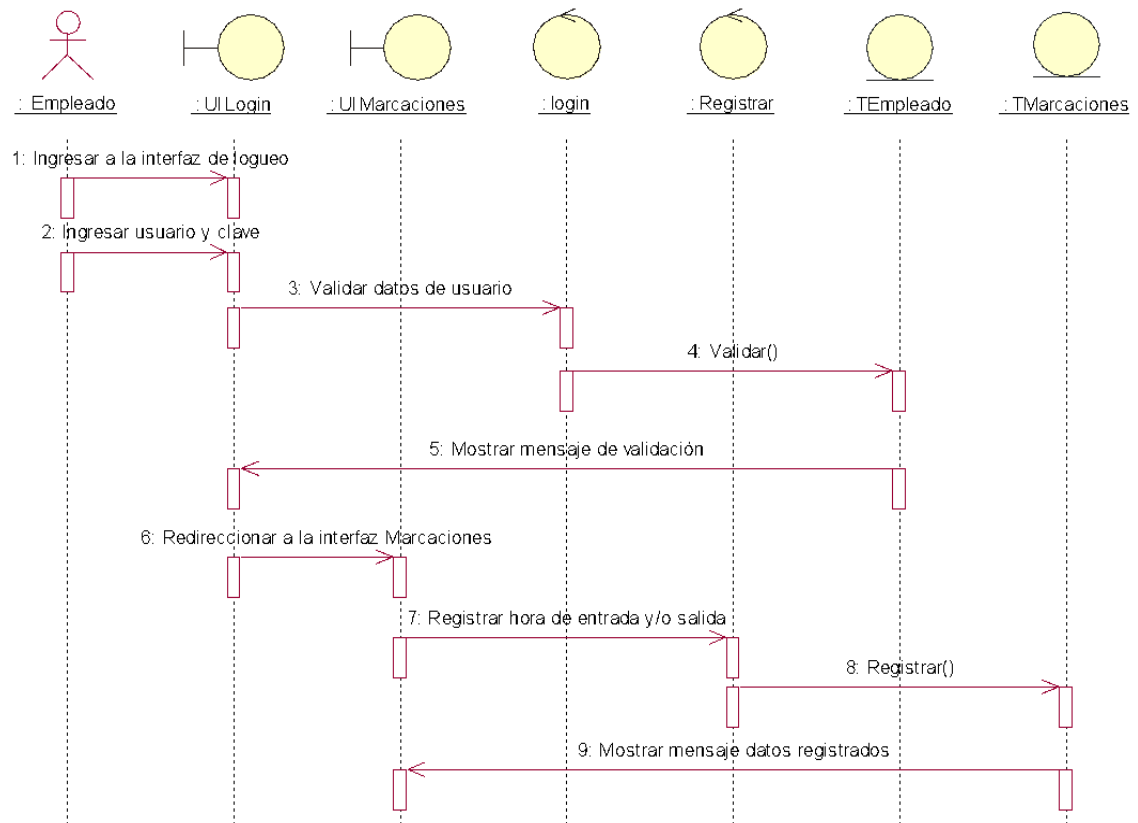 : Empleado
: UI Login
: UI Marcaciones
: login
: Registrar
: TEmpleado
: TMarcaciones
1: Ingresar a la interfaz de logueo
2: Ingresar usuario y clave
3: Validar datos de usuario
4: Validar()
5: Mostrar mensaje de validación
6: Redireccionar a la interfaz Marcaciones
7: Registrar hora de entrada y/o salida
8: Registrar()
9: Mostrar mensaje datos registrados